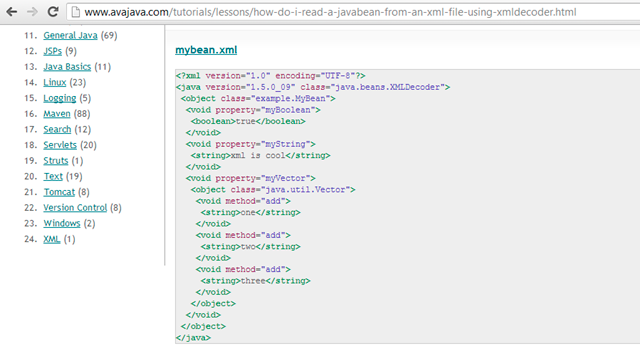 www.avajava.com/tutorials/lessons/how-do-i-read-a-javabean-from-an-xml-file-using-xmldecoder.html
11. General Java (69)
12. JSPs (9)
13. Java Basics (11)
14. Linux (23)
15. Logging (5)
16. Maven (88)
17. Search (12)
18. Servlets (20)
19. Struts (1)
20. Text (19)
21. Tomcat (8)
22. Version Control (8)
23. Windows (2)
24. XML (1)
mybean.xml
<?xml version="1.0" encoding="UTF-8"?>
<java version="1.5.0_09" class="java.beans.XMLDecoder">
<object class="example.MyBean">
<void property="myBoolean">
<boolean>true</boolean>
</void>
<void property="myString">
<string>xml is cool</string>
</void>
<void property="myVector">
<object class="java.util.Vector">
<void method="add">
<string>one</string>
</void>
<void method="add">
<string>two</string>
</void>
<void method="add">
<string>three</string>
</void>
</object>
</void>
</object>
</java>